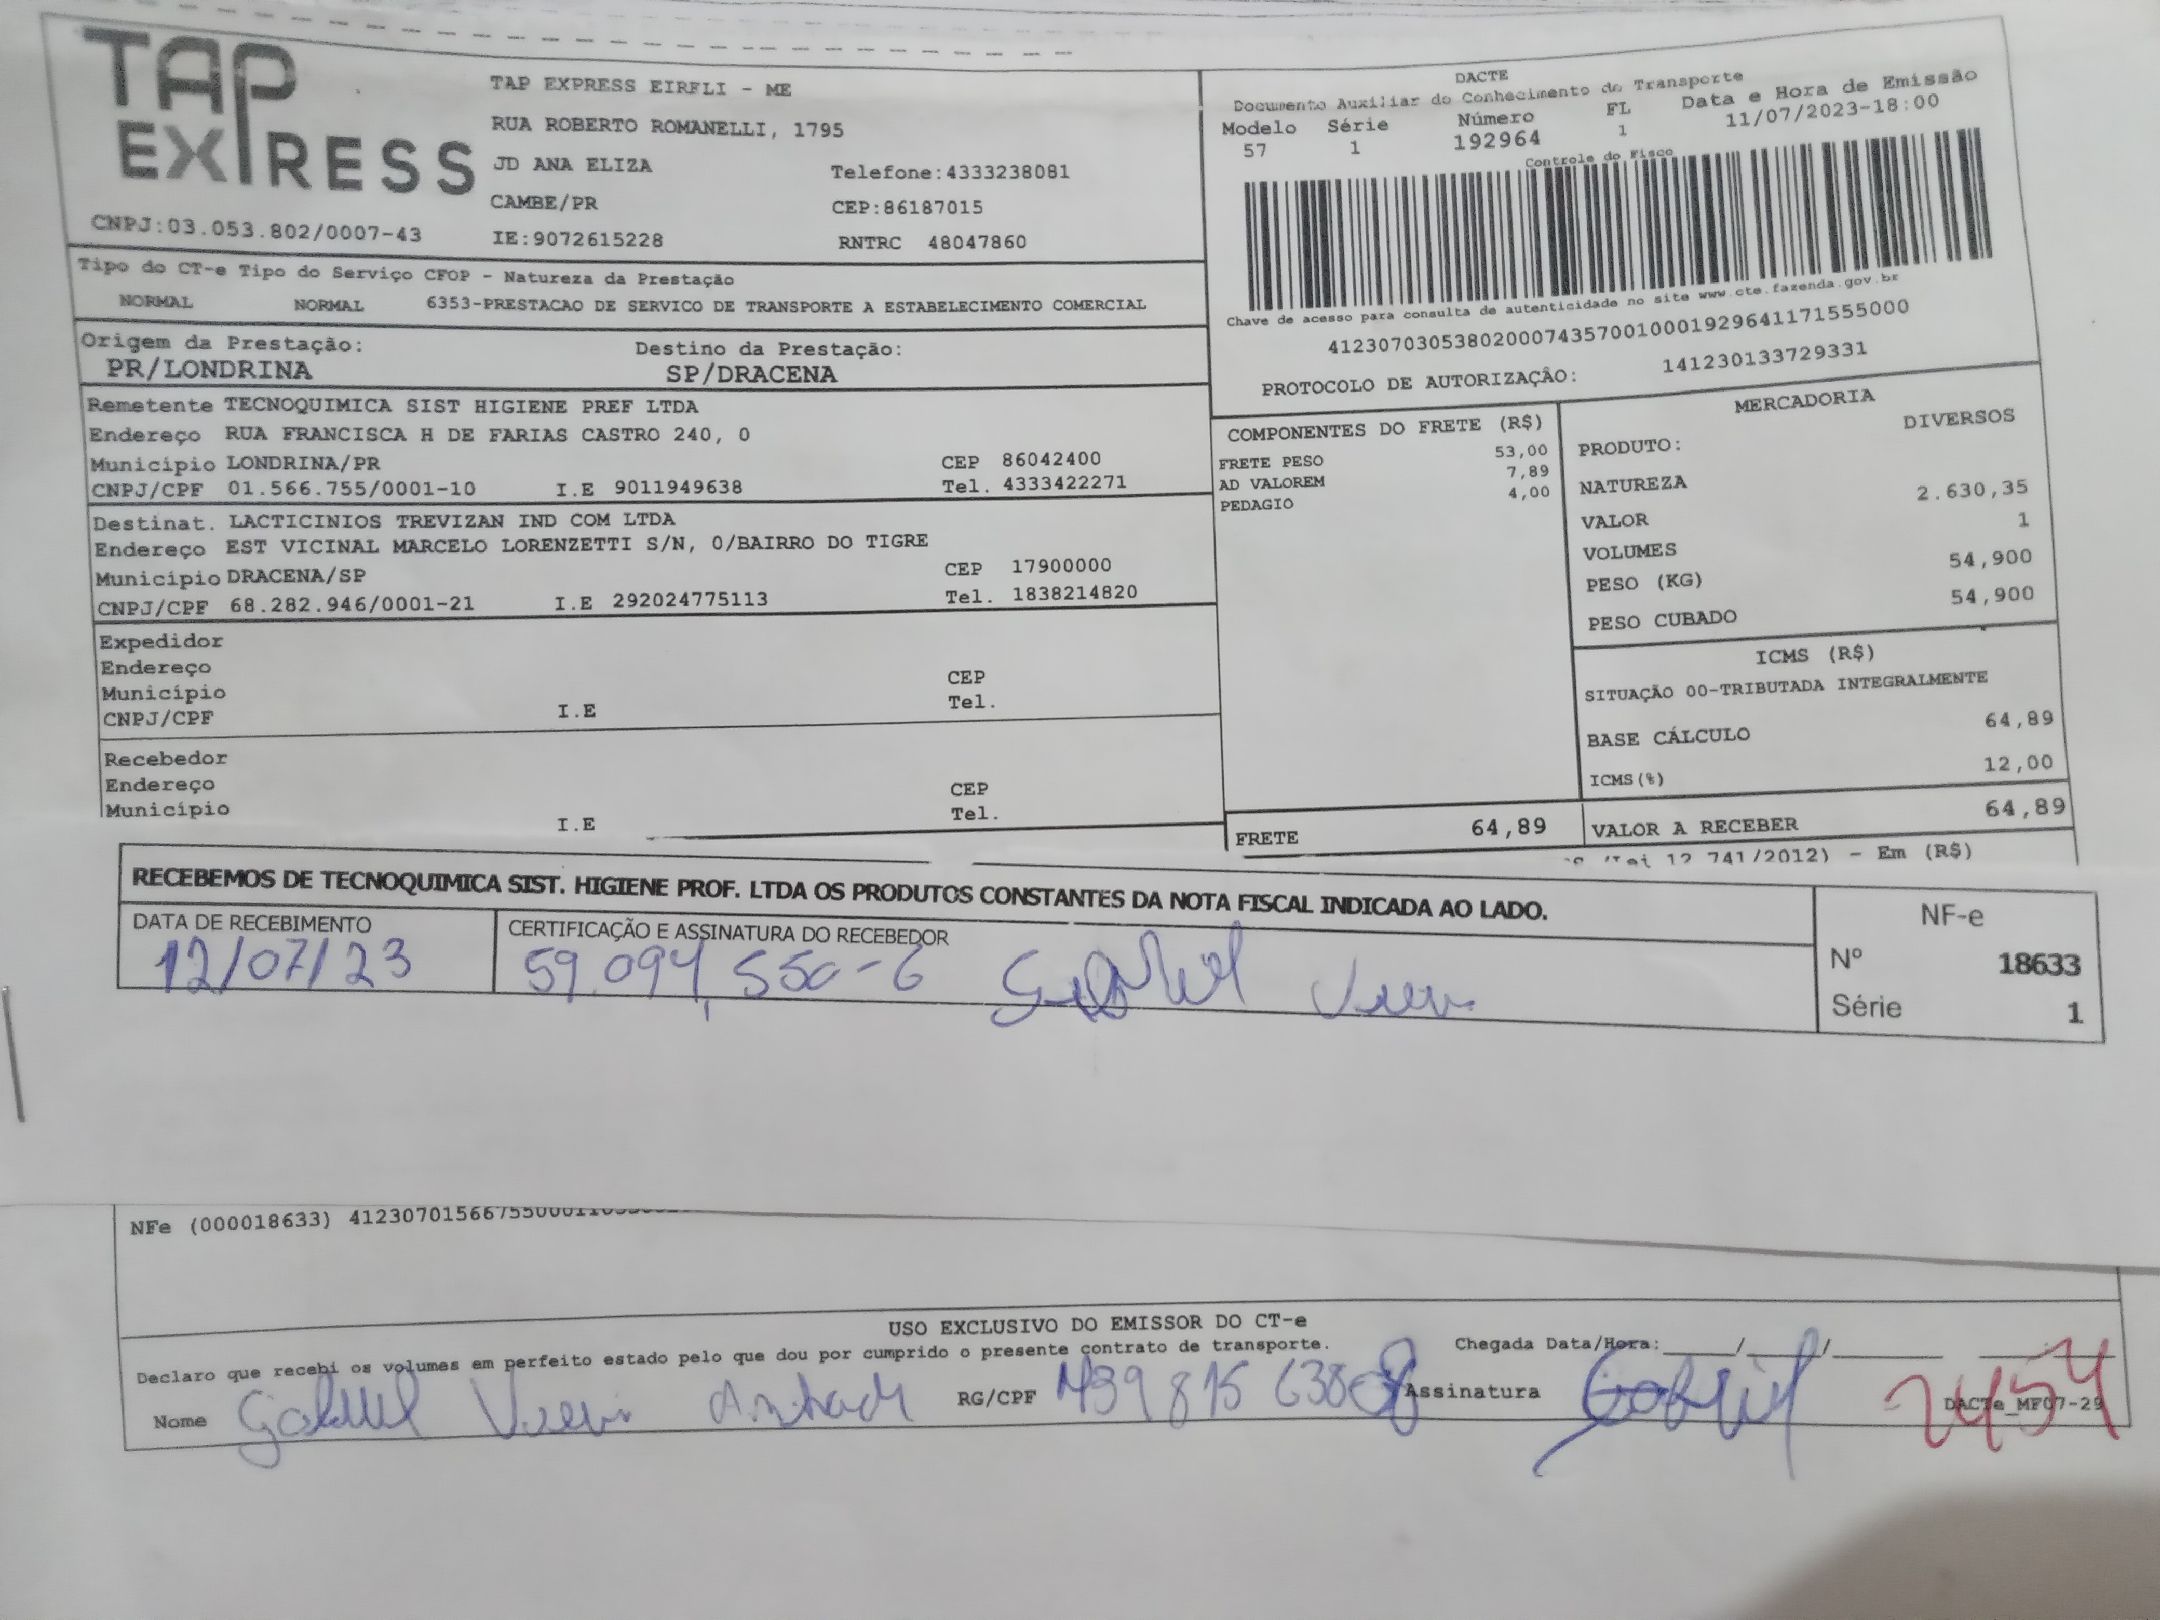 TAP EXPRESS
TAP EXPRESS EIRELI - ME
RUA ROBERTO ROMANELLI, 1795
JD ANA ELIZA Telefone:4333238081
CAMBE/PR CEP:86187015
CNPJ:03.053.802/0007-43 IE:9072615228 RNTRC 48047860
DACTE
Documento Auxiliar do Conhecimento de Transporte
Modelo Série Número FL Data e Hora de Emissão
57 1 192964 1 11/07/2023-18:00
Controle do Fisco
Chave de acesso para consulta de autenticidade no site www.cte.fazenda.gov.br
41230703053802000743570010001929641171555000
PROTOCOLO DE AUTORIZAÇÃO: 141230133729331
Tipo do CT-e Tipo do Serviço CFOP - Natureza da Prestação
NORMAL NORMAL 6353-PRESTACAO DE SERVICO DE TRANSPORTE A ESTABELECIMENTO COMERCIAL
Origem da Prestação: Destino da Prestação:
PR/LONDRINA SP/DRACENA
Remetente TECNOQUIMICA SIST HIGIENE PREF LTDA
Endereço RUA FRANCISCA H DE FARIAS CASTRO 240, 0
Município LONDRINA/PR CEP 86042400
CNPJ/CPF 01.566.755/0001-10 I.E 9011949638 Tel. 4333422271
Destinat. LACTICINIOS TREVIZAN IND COM LTDA
Endereço EST VICINAL MARCELO LORENZETTI S/N, 0/BAIRRO DO TIGRE
Município DRACENA/SP CEP 17900000
CNPJ/CPF 68.282.946/0001-21 I.E 292024775113 Tel. 1838214820
Expedidor
Endereço
Município CEP
CNPJ/CPF I.E Tel.
Recebedor
Endereço CEP
Município I.E Tel.
COMPONENTES DO FRETE (R$)
FRETE PESO 53,00
AD VALOREM 7,89
PEDAGIO 4,00
FRETE 64,89
MERCADORIA
PRODUTO: DIVERSOS
NATUREZA
VALOR 2.630,35
VOLUMES 1
PESO (KG) 54,900
PESO CUBADO 54,900
ICMS (R$)
SITUAÇÃO 00-TRIBUTADA INTEGRALMENTE
BASE CÁLCULO 64,89
ICMS(%) 12,00
VALOR A RECEBER 64,89
12.741/2012) - Em (R$)
RECEBEMOS DE TECNOQUIMICA SIST. HIGIENE PROF. LTDA OS PRODUTOS CONSTANTES DA NOTA FISCAL INDICADA AO LADO.
DATA DE RECEBIMENTO CERTIFICAÇÃO E ASSINATURA DO RECEBEDOR
12/07/23 59.094.550-6 Gabriel
NF-e
Nº 18633
Série 1
NFe (000018633) 412307015667550001
USO EXCLUSIVO DO EMISSOR DO CT-e
Declaro que recebi os volumes em perfeito estado pelo que dou por cumprido o presente contrato de transporte. Chegada Data/Hora:____/____/____
Nome Gabriel Andrade RG/CPF Assinatura Gabriel DACTe_MF07-29